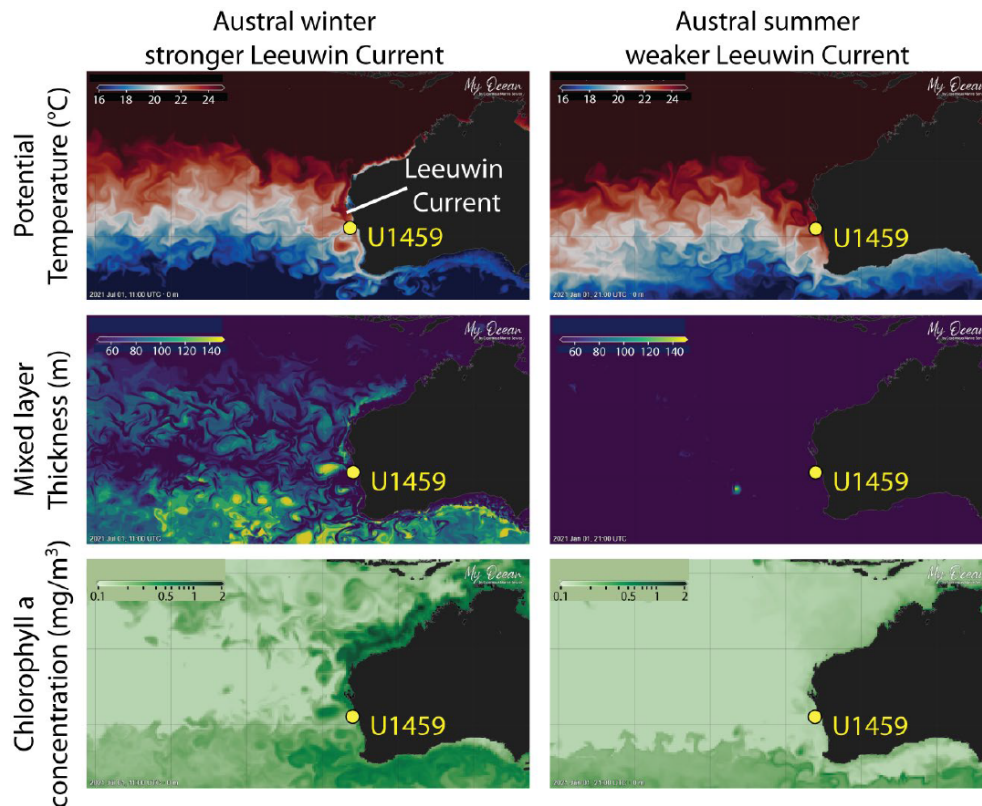 Austral winter
stronger Leeuwin Current
Austral summer
weaker Leeuwin Current
Potential
Temperature (°C)
16 18 20 22 24
My Ocean
Leeuwin
Current
U1459
2021 Jul 01, 11:00 UTC - 0 m
16 18 20 22 24
My Ocean
U1459
2021 Jan 01, 21:00 UTC - 0 m
Mixed layer
Thickness (m)
60 80 100 120 140
My Ocean
U1459
2021 Jul 01, 11:00 UTC
60 80 100 120 140
My Ocean
U1459
2021 Jan 01, 21:00 UTC
Chlorophyll a
concentration (mg/m³)
0.1 0.5 1 2
My Ocean
U1459
0.1 0.5 1 2
My Ocean
U1459